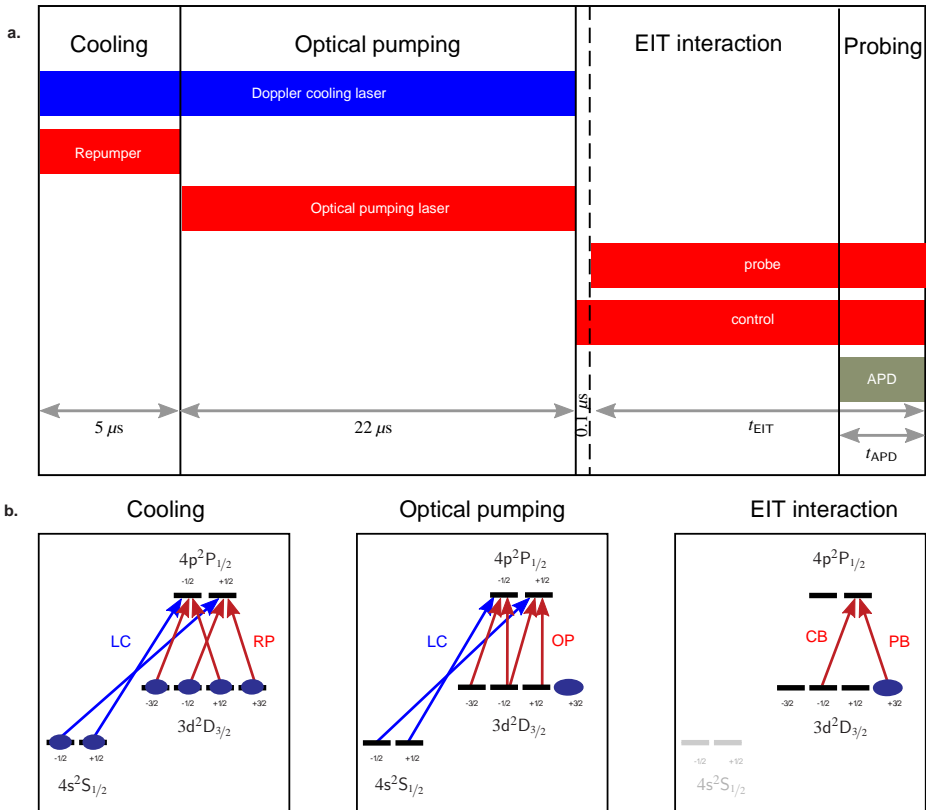 a.
Cooling Optical pumping EIT interaction Probing
Doppler cooling laser
Repumper
Optical pumping laser
probe
control
APD
5 μs 22 μs 0.1 μs t_EIT
t_APD
b.
Cooling Optical pumping EIT interaction
4p²P₁/₂ 4p²P₁/₂ 4p²P₁/₂
-1/2 +1/2 -1/2 +1/2
LC RP LC OP CB PB
-3/2 -1/2 +1/2 +3/2 -3/2 -1/2 +1/2 +3/2 -3/2 -1/2 +1/2 +3/2
3d²D₃/₂ 3d²D₃/₂ 3d²D₃/₂
-1/2 +1/2 -1/2 +1/2 -1/2 +1/2
4s²S₁/₂ 4s²S₁/₂ 4s²S₁/₂